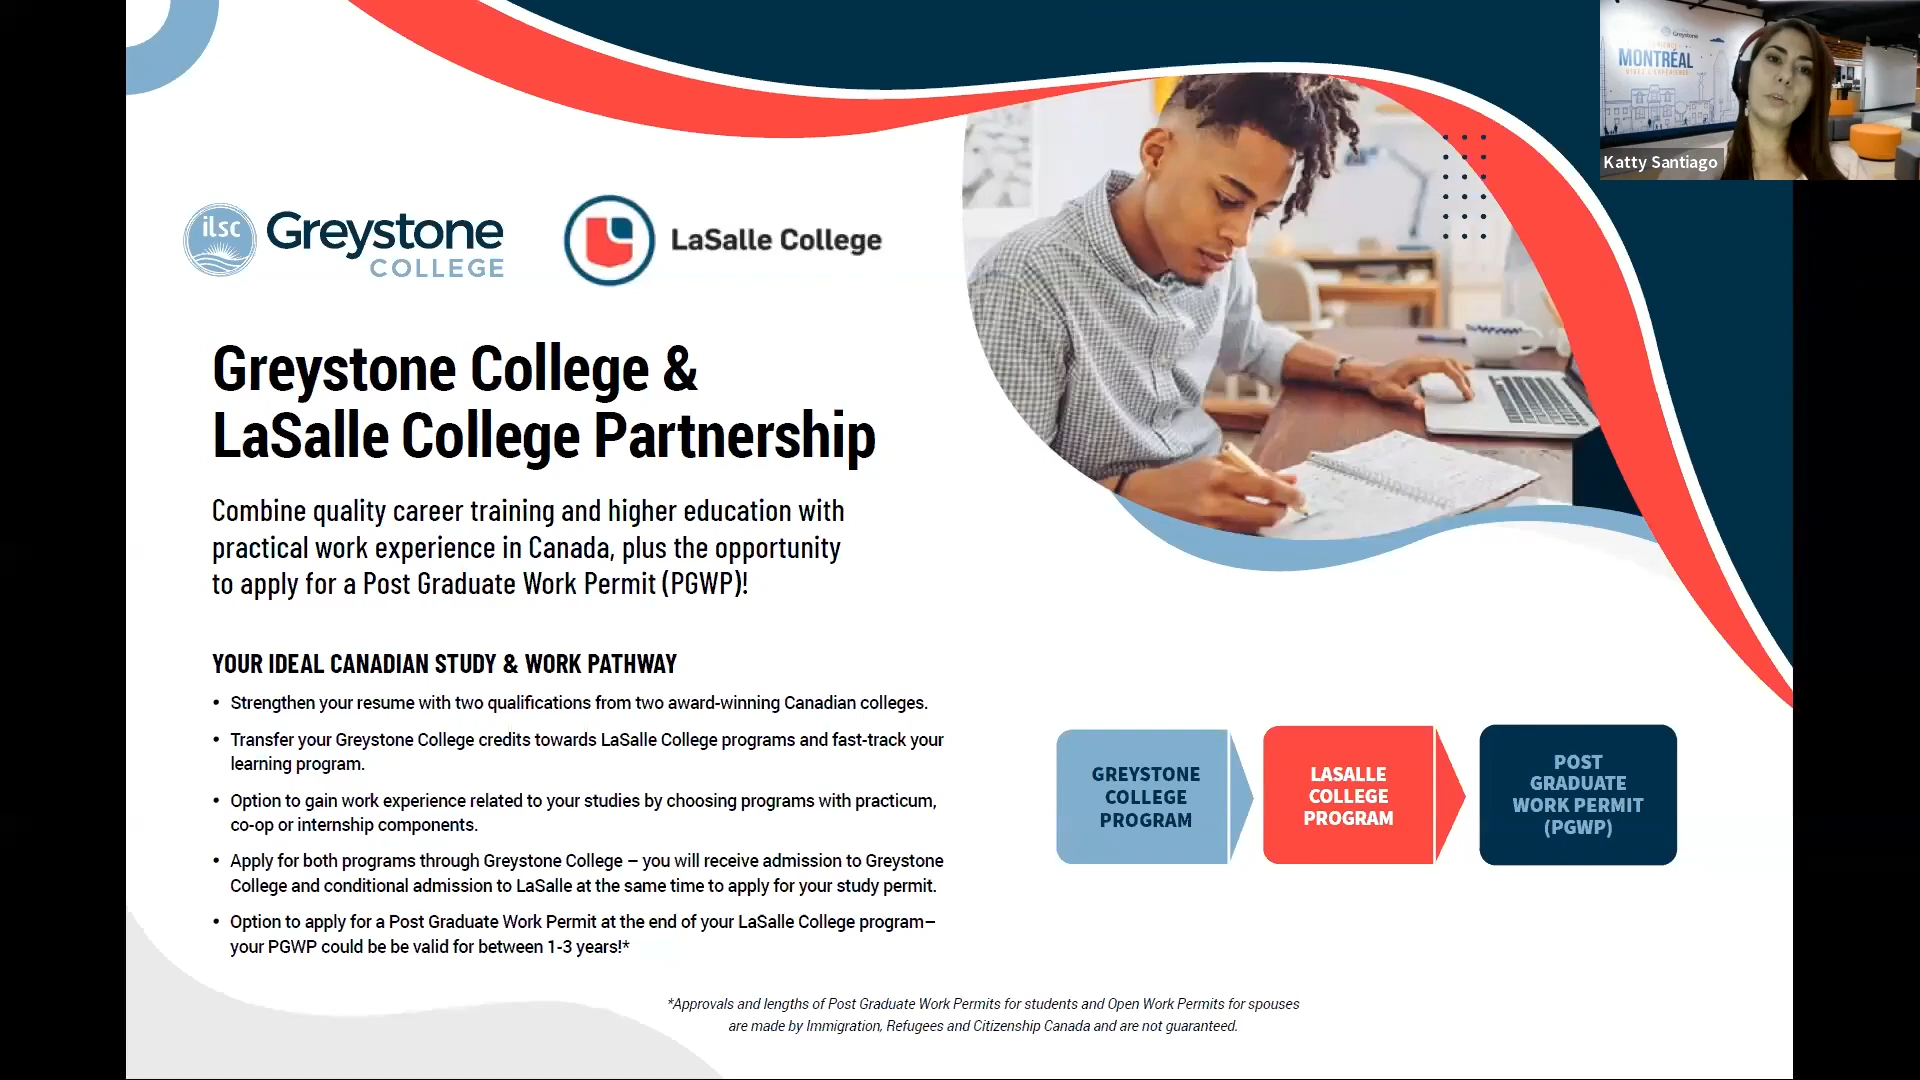 ilsc
Greystone
COLLEGE
LaSalle College
Greystone
MONTRÉAL
Katty Santiago
Greystone College &
LaSalle College Partnership
Combine quality career training and higher education with
practical work experience in Canada, plus the opportunity
to apply for a Post Graduate Work Permit (PGWP)!
YOUR IDEAL CANADIAN STUDY & WORK PATHWAY
• Strengthen your resume with two qualifications from two award-winning Canadian colleges.
• Transfer your Greystone College credits towards LaSalle College programs and fast-track your
learning program.
• Option to gain work experience related to your studies by choosing programs with practicum,
co-op or internship components.
• Apply for both programs through Greystone College – you will receive admission to Greystone
College and conditional admission to LaSalle at the same time to apply for your study permit.
• Option to apply for a Post Graduate Work Permit at the end of your LaSalle College program–
your PGWP could be be valid for between 1-3 years!*
GREYSTONE
COLLEGE
PROGRAM
LASALLE
COLLEGE
PROGRAM
POST
GRADUATE
WORK PERMIT
(PGWP)
*Approvals and lengths of Post Graduate Work Permits for students and Open Work Permits for spouses
are made by Immigration, Refugees and Citizenship Canada and are not guaranteed.